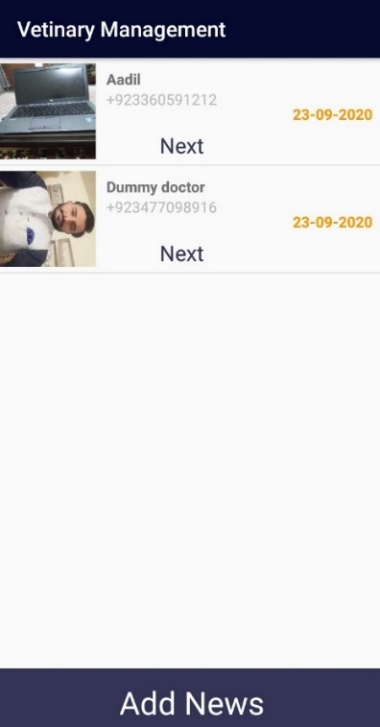 Vetinary Management
Aadil
+923360591212
23-09-2020
Next
Dummy doctor
+923477098916
23-09-2020
Next
Add News